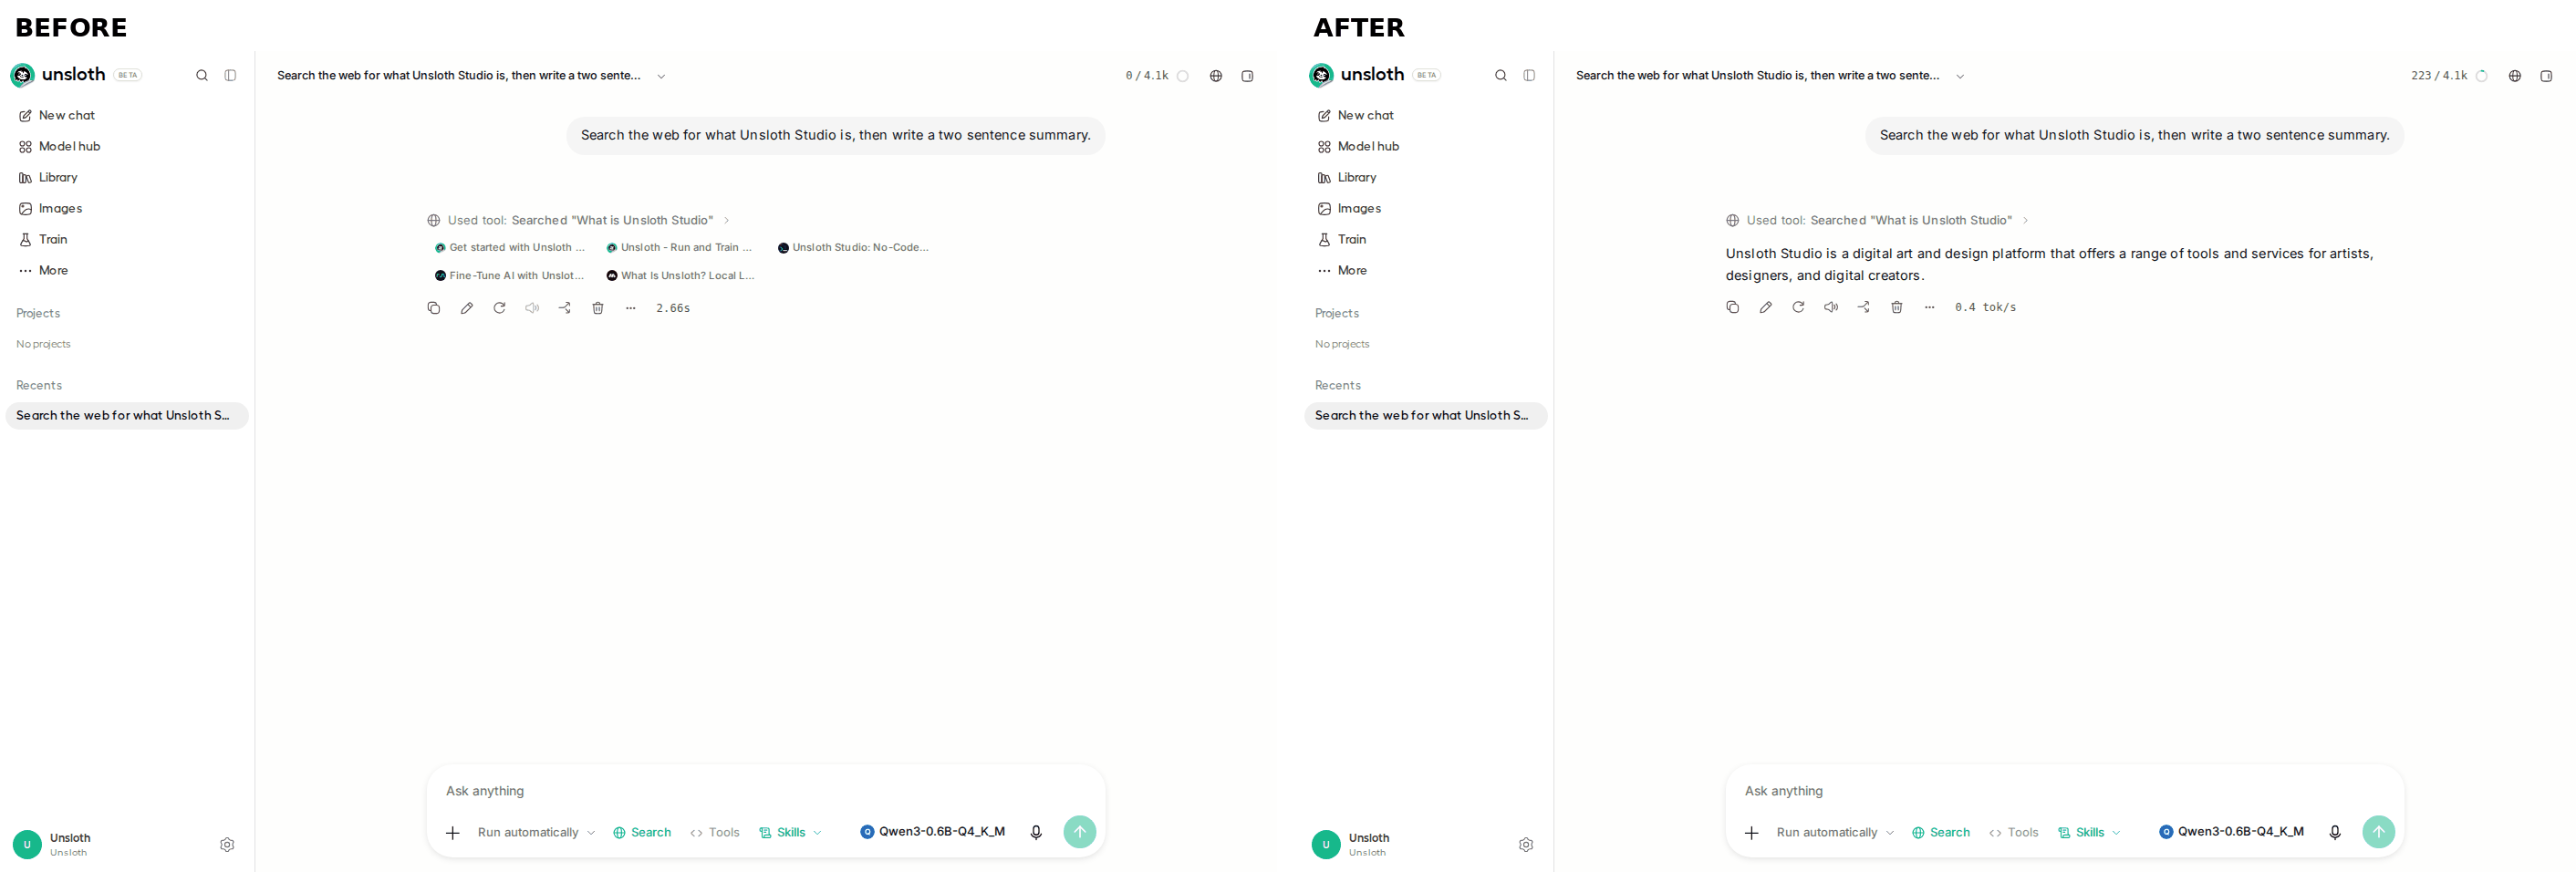 BEFORE
unsloth BETA
Search the web for what Unsloth Studio is, then write a two sente...
0 / 4.1k
New chat
Model hub
Library
Images
Train
More
Projects
No projects
Recents
Search the web for what Unsloth S...
Search the web for what Unsloth Studio is, then write a two sentence summary.
Used tool: Searched "What is Unsloth Studio"
Get started with Unsloth ...
Unsloth - Run and Train ...
Unsloth Studio: No-Code...
Fine-Tune AI with Unslot...
What Is Unsloth? Local L...
2.66s
Ask anything
Run automatically
Search
Tools
Skills
Q
Qwen3-0.6B-Q4_K_M
U
Unsloth
Unsloth
AFTER
unsloth BETA
Search the web for what Unsloth Studio is, then write a two sente...
223 / 4.1k
New chat
Model hub
Library
Images
Train
More
Projects
No projects
Recents
Search the web for what Unsloth S...
Search the web for what Unsloth Studio is, then write a two sentence summary.
Used tool: Searched "What is Unsloth Studio"
Unsloth Studio is a digital art and design platform that offers a range of tools and services for artists,
designers, and digital creators.
0.4 tok/s
Ask anything
Run automatically
Search
Tools
Skills
Q
Qwen3-0.6B-Q4_K_M
U
Unsloth
Unsloth